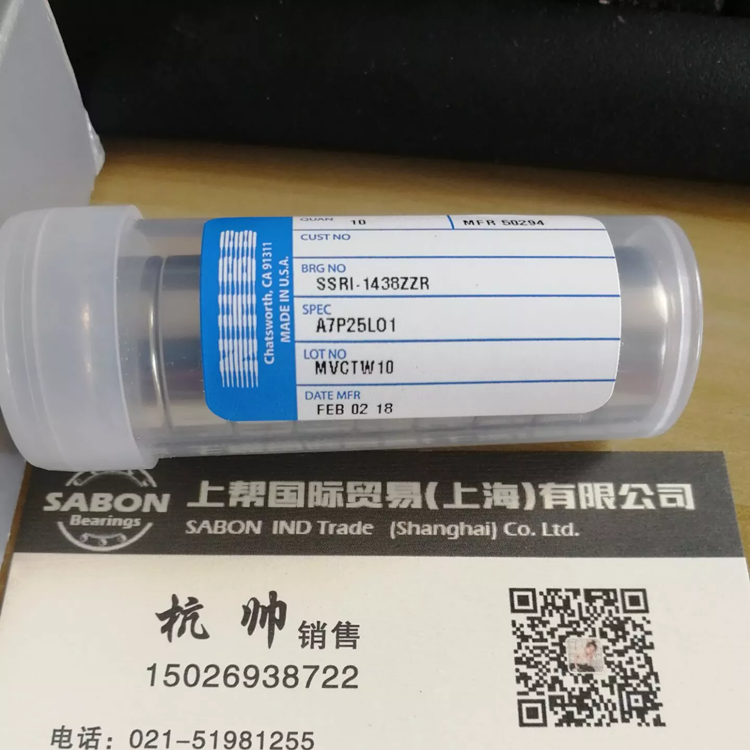 QUAN 10 MFR 50294
CUST NO
BRG NO
SSRI-1438ZZR
SPEC
A7P25L01
LOT NO
MVCTW10
DATE MFR
FEB 02 18
NHBB
Chatsworth, CA 91311
MADE IN U.S.A.
SABON
Bearings
上帮国际贸易(上海)有限公司
SABON IND Trade (Shanghai) Co. Ltd.
杭帅 销售
15026938722
电话：021-51981255